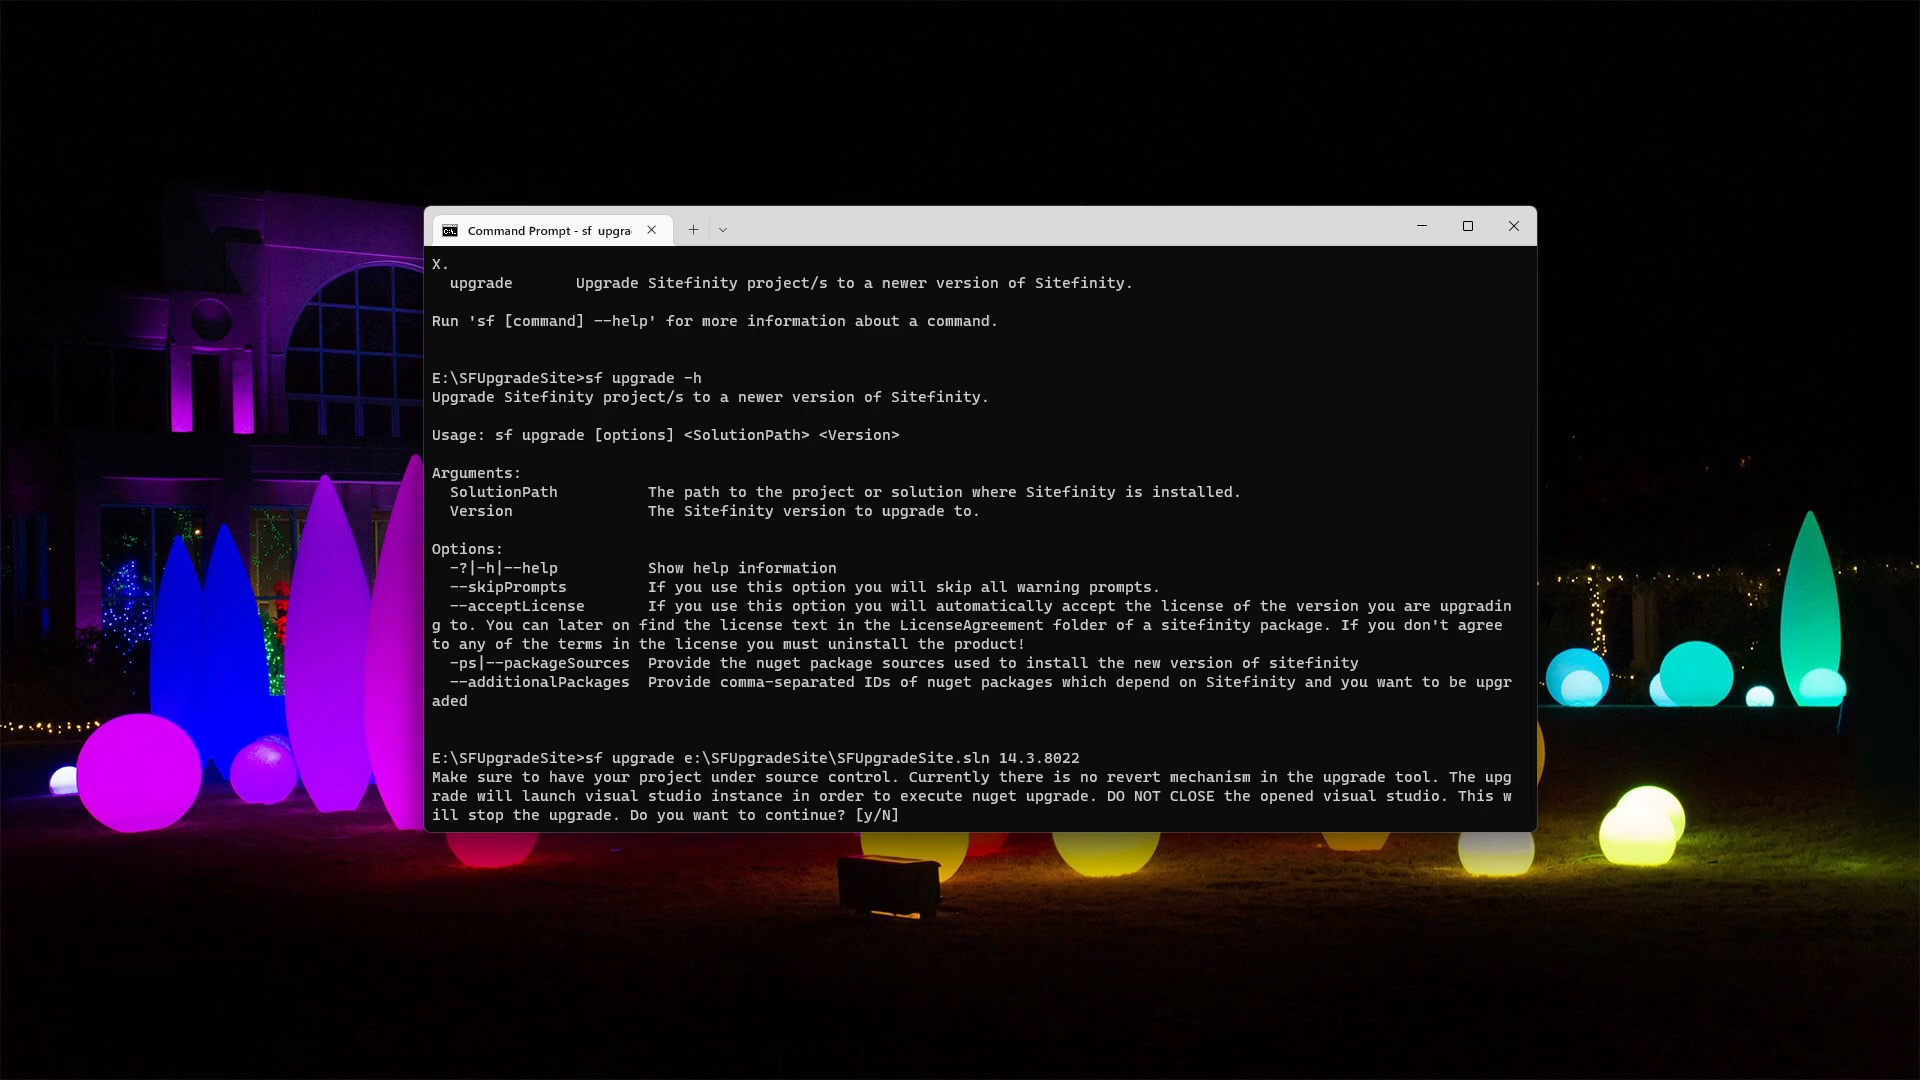 Command Prompt - sf upgra
X.
upgrade Upgrade Sitefinity project/s to a newer version of Sitefinity.
Run 'sf [command] --help' for more information about a command.
E:\SFUpgradeSite>sf upgrade -h
Upgrade Sitefinity project/s to a newer version of Sitefinity.
Usage: sf upgrade [options] <SolutionPath> <Version>
Arguments:
SolutionPath The path to the project or solution where Sitefinity is installed.
Version The Sitefinity version to upgrade to.
Options:
-?|-h|--help Show help information
--skipPrompts If you use this option you will skip all warning prompts.
--acceptLicense If you use this option you will automatically accept the license of the version you are upgradin
g to. You can later on find the license text in the LicenseAgreement folder of a sitefinity package. If you don't agree
to any of the terms in the license you must uninstall the product!
-ps|--packageSources Provide the nuget package sources used to install the new version of sitefinity
--additionalPackages Provide comma-separated IDs of nuget packages which depend on Sitefinity and you want to be upgr
aded
E:\SFUpgradeSite>sf upgrade e:\SFUpgradeSite\SFUpgradeSite.sln 14.3.8022
Make sure to have your project under source control. Currently there is no revert mechanism in the upgrade tool. The upg
rade will launch visual studio instance in order to execute nuget upgrade. DO NOT CLOSE the opened visual studio. This w
ill stop the upgrade. Do you want to continue? [y/N]